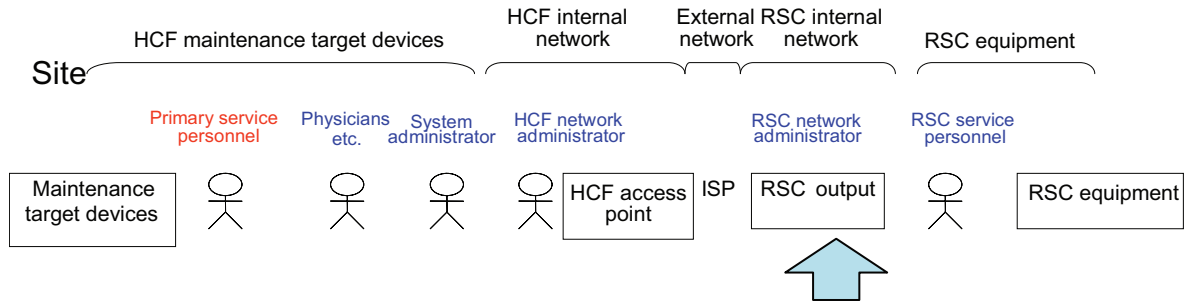 HCF maintenance target devices
HCF internal
network
External
network
RSC internal
network
RSC equipment
Site
Primary service
personnel
Physicians
etc.
System
administrator
HCF network
administrator
RSC network
administrator
RSC service
personnel
Maintenance
target devices
HCF access
point
ISP
RSC output
RSC equipment